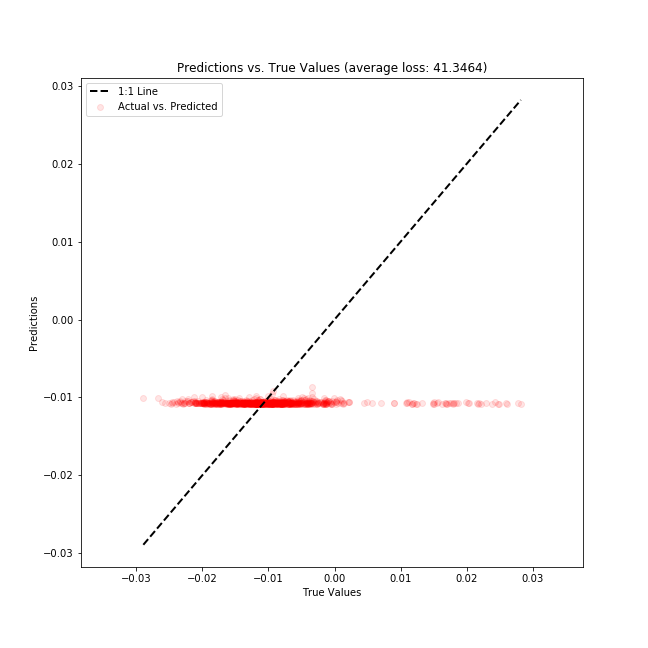 Predictions vs. True Values (average loss: 41.3464)
1:1 Line
Actual vs. Predicted
0.03
0.02
0.01
0.00
−0.01
−0.02
−0.03
Predictions
−0.03 −0.02 −0.01 0.00 0.01 0.02 0.03
True Values